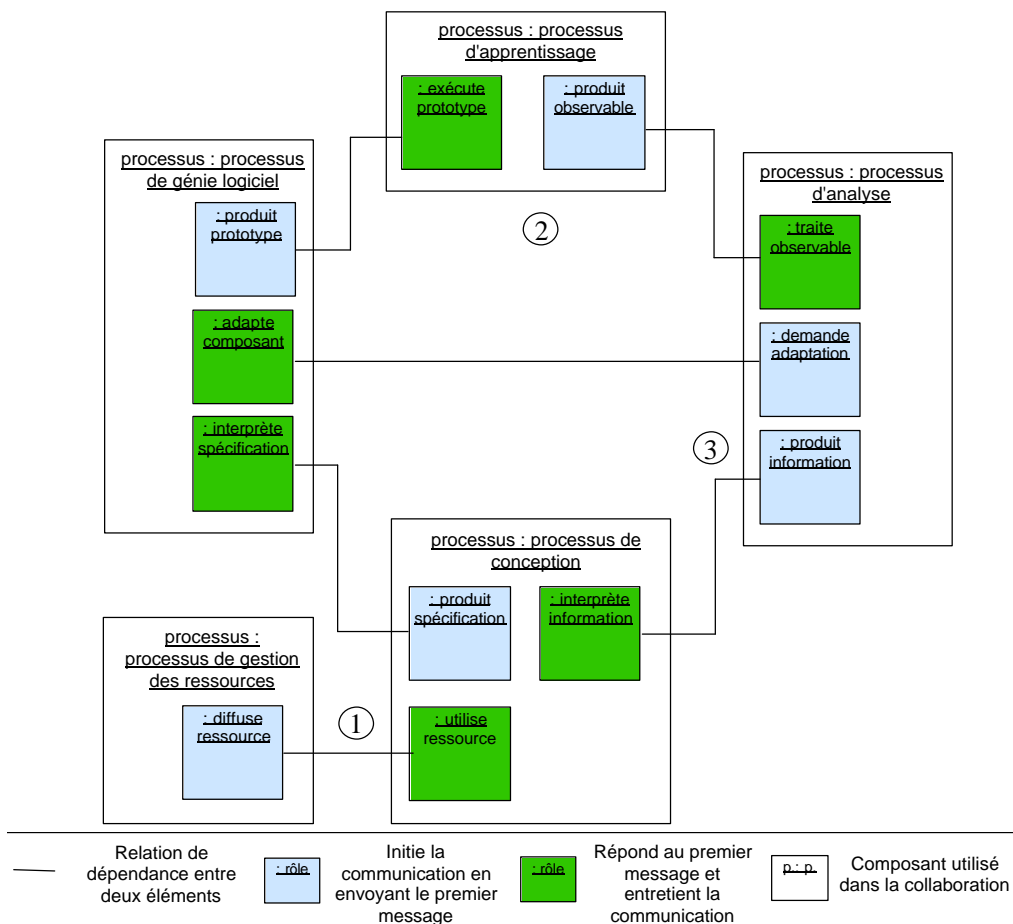 processus : processus
d'apprentissage
: exécute
prototype
: produit
observable
processus : processus
de génie logiciel
: produit
prototype
: adapte
composant
: interprète
spécification
processus : processus
d'analyse
: traite
observable
: demande
adaptation
: produit
information
2
3
processus : processus de
conception
: produit
spécification
: interprète
information
: utilise
ressource
processus :
processus de gestion
des ressources
: diffuse
ressource
1
Relation de
dépendance entre
deux éléments
: rôle
Initie la
communication en
envoyant le premier
message
: rôle
Répond au premier
message et
entretient la
communication
p : p
Composant utilisé
dans la collaboration